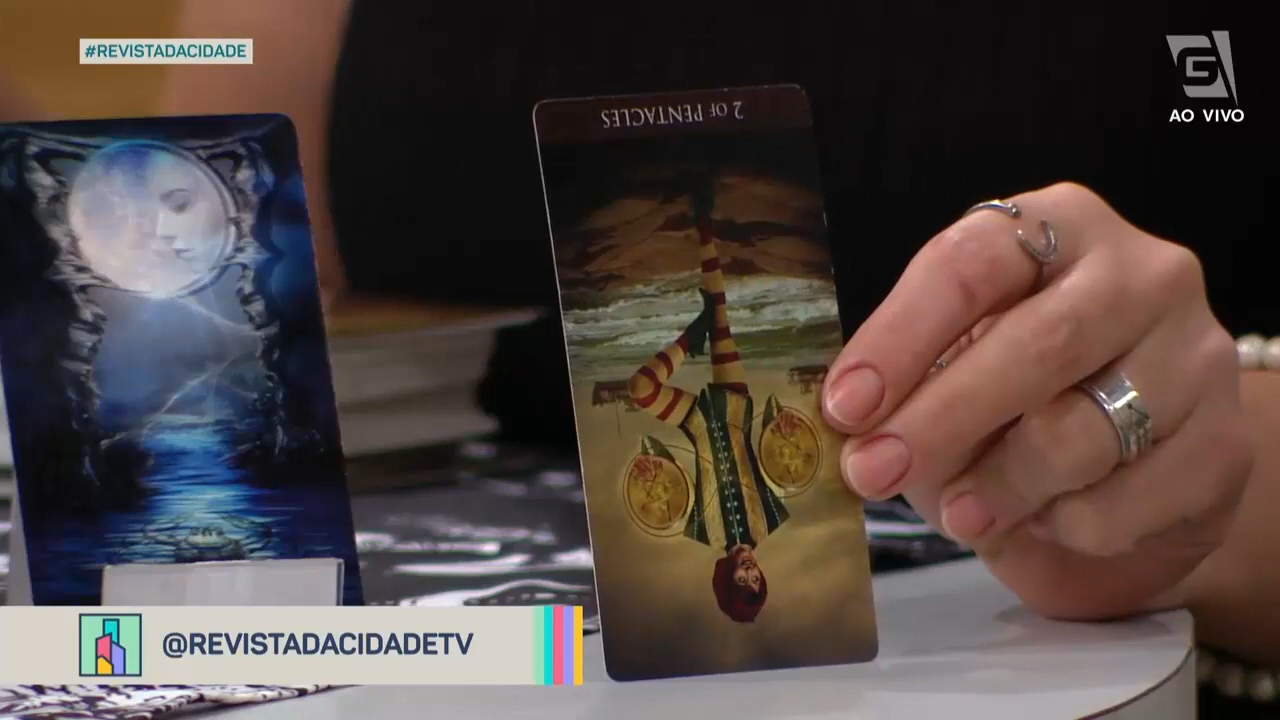 #REVISTADACIDADE
G
AO VIVO
2 OF PENTACLES
@REVISTADACIDADETV